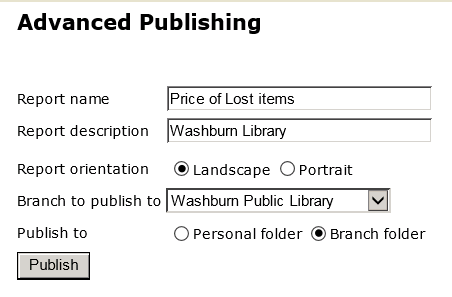 Advanced Publishing
Report name Price of Lost items
Report description Washburn Library
Report orientation Landscape Portrait
Branch to publish to Washburn Public Library
Publish to Personal folder Branch folder
Publish